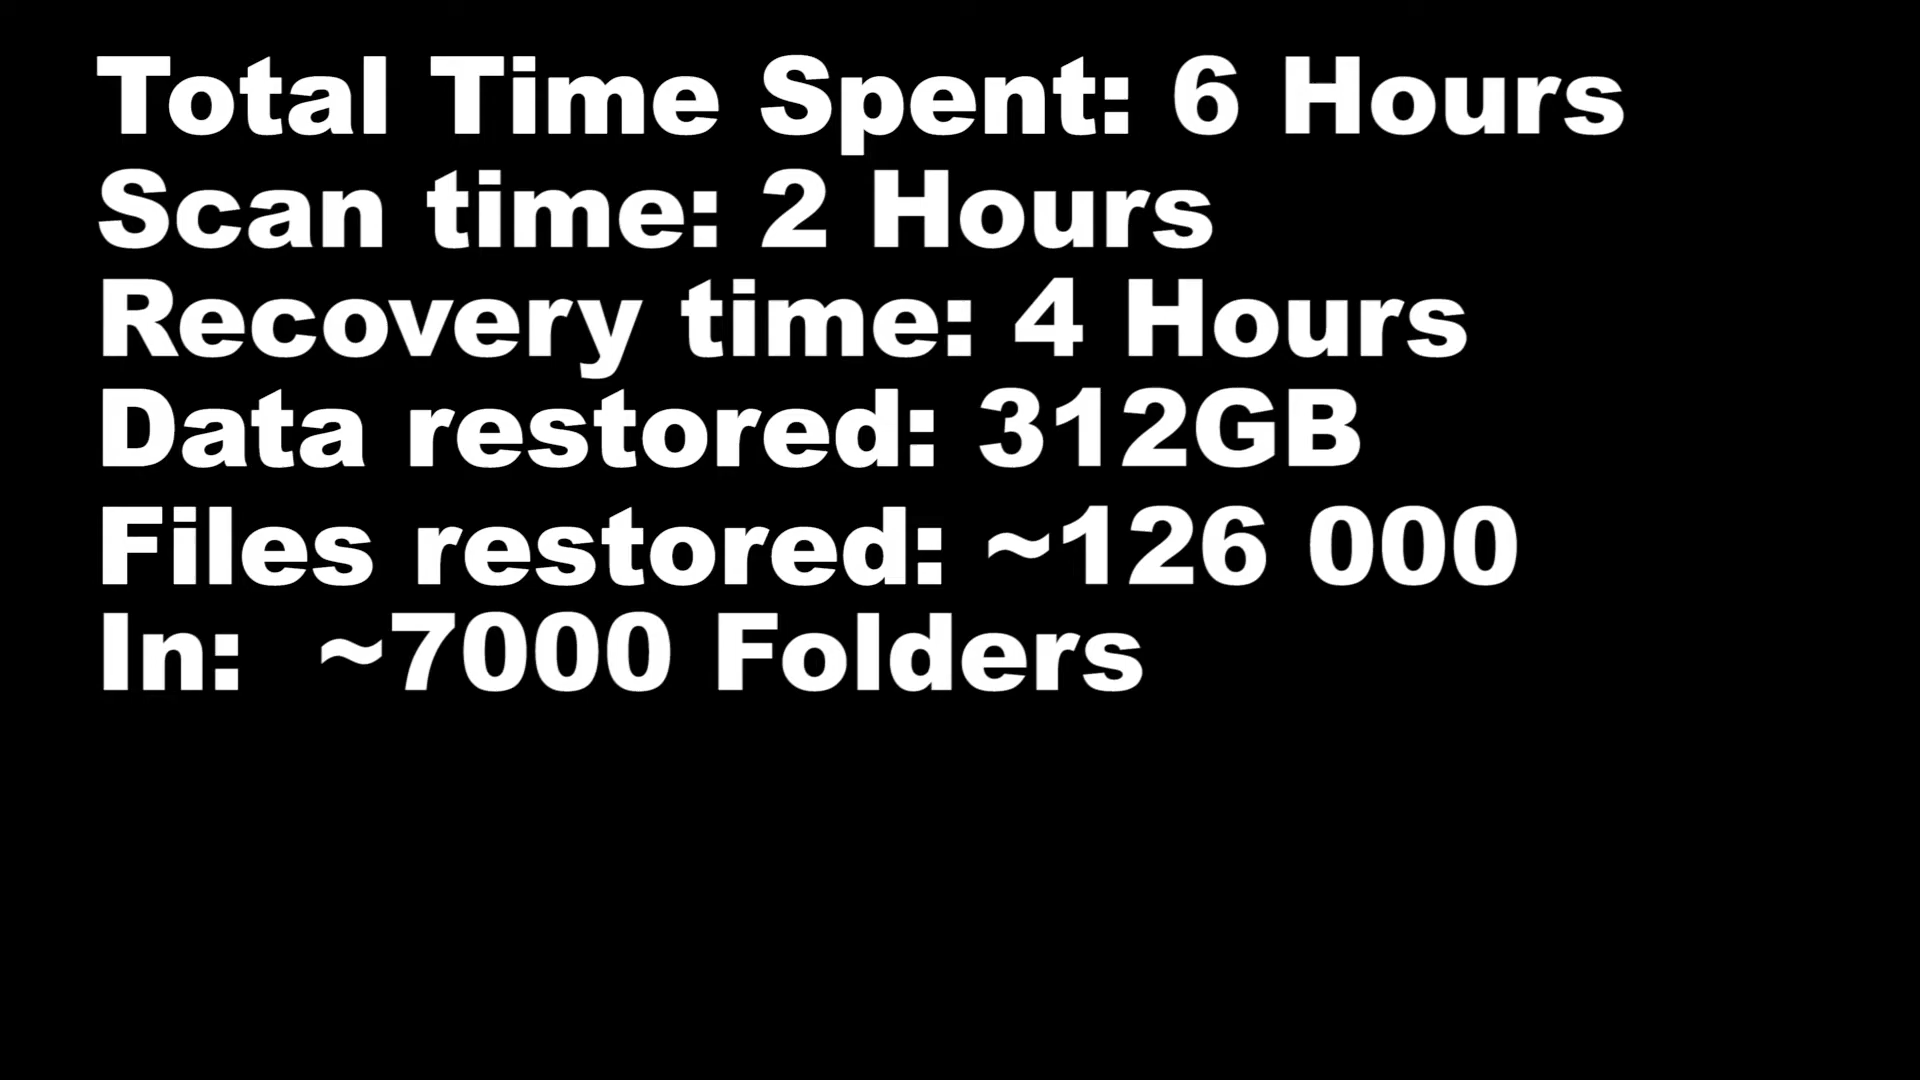 Total Time Spent: 6 Hours
Scan time: 2 Hours
Recovery time: 4 Hours
Data restored: 312GB
Files restored: ~126 000
In:  ~7000 Folders